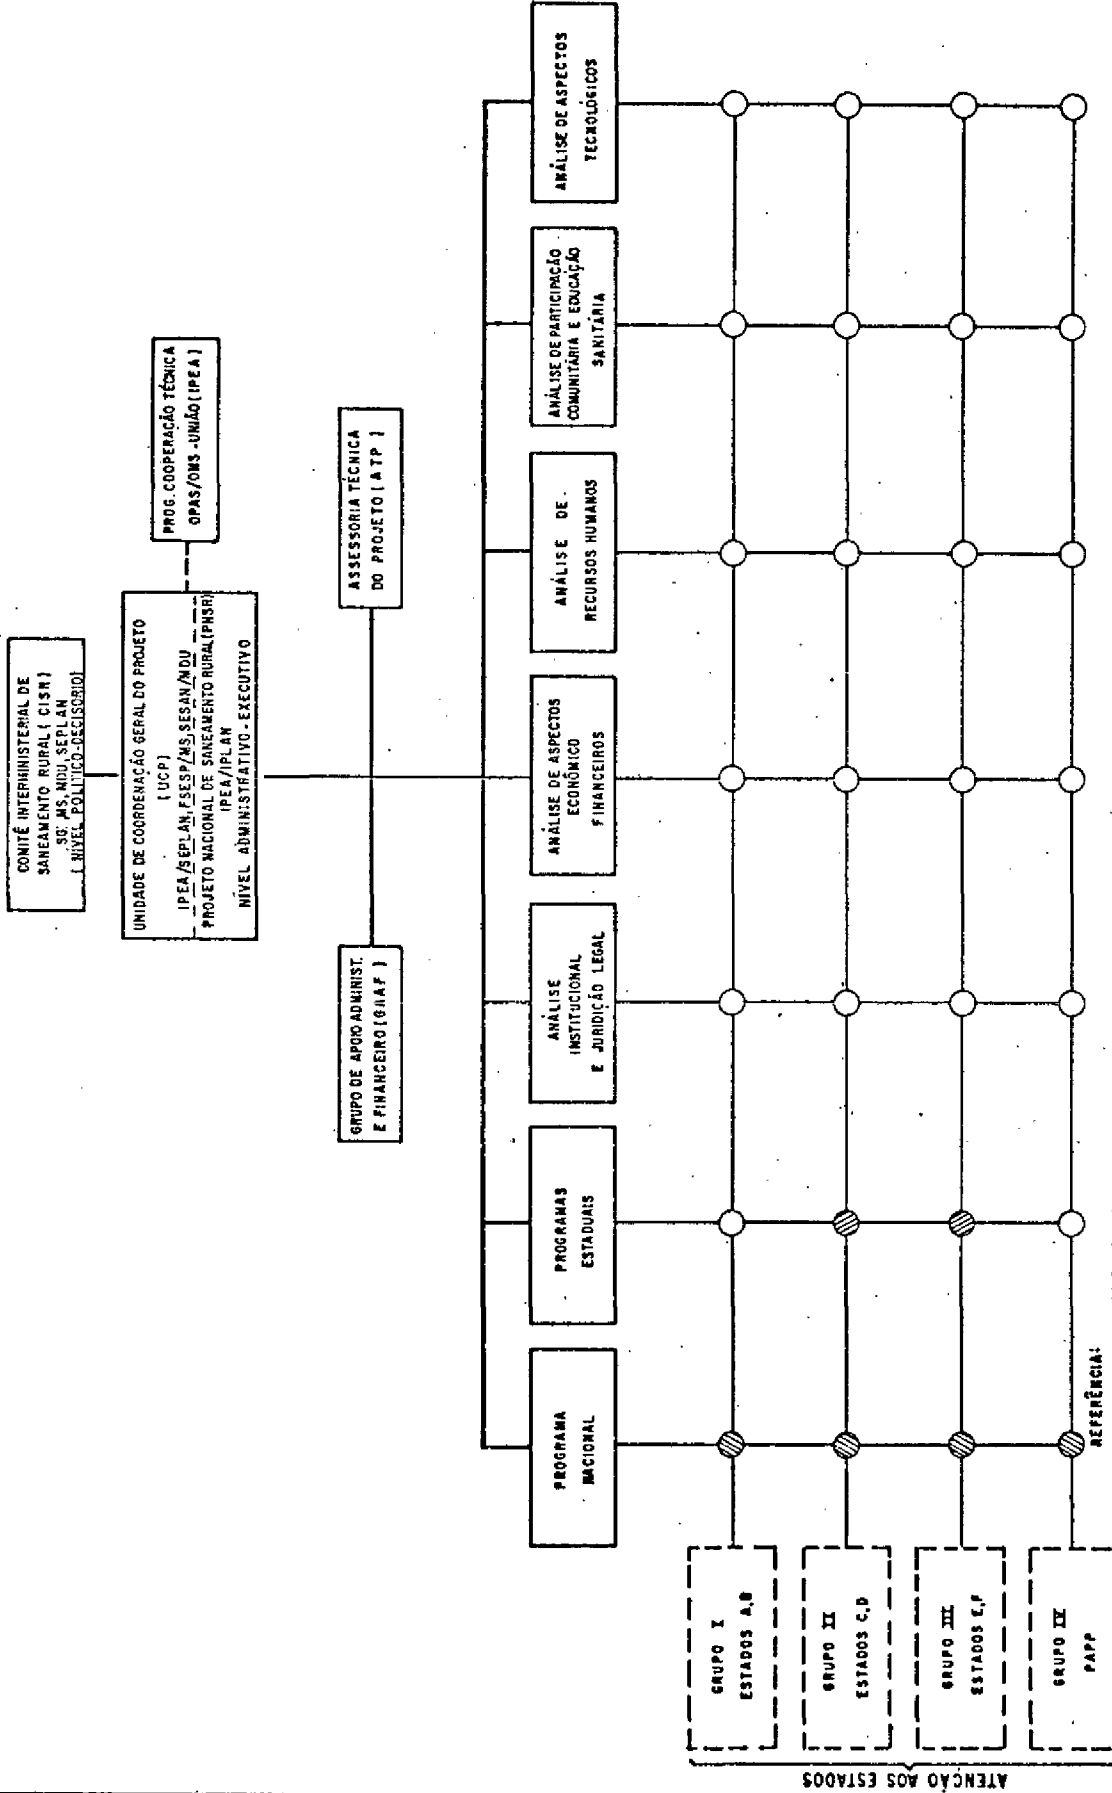 COMITÊ INTERMINISTERIAL DE
SANEAMENTO RURAL ( CISR )
SG: MS, MDU, SEPLAN
( NÍVEL POLÍTICO-DECISÓRIO)
UNIDADE DE COORDENAÇÃO GERAL DO PROJETO
( UCP )
IPEA/SEPLAN, FSESP/MS, SESAN/MDU
PROJETO NACIONAL DE SANEAMENTO RURAL(PNSR)
IPEA/IPLAN
NÍVEL ADMINISTRATIVO-EXECUTIVO
PROG. COOPERAÇÃO TÉCNICA
OPAS/OMS-UNIÃO(IPEA)
GRUPO DE APOIO ADMINIST.
E FINANCEIRO(GRAF )
ASSESSORIA TÉCNICA
DO PROJETO ( ATP )
PROGRAMA
NACIONAL
PROGRAMAS
ESTADUAIS
ANÁLISE
INSTITUCIONAL
E JURIDIÇÃO LEGAL
ANÁLISE DE ASPECTOS
ECONÔMICO
FINANCEIROS
ANÁLISE DE
RECURSOS HUMANOS
ANÁLISE DE PARTICIPAÇÃO
COMUNITÁRIA E EDUCAÇÃO
SANITÁRIA
ANÁLISE DE ASPECTOS
TECNOLÓGICOS
ATENÇÃO AOS ESTADOS
GRUPO I
ESTADOS A,B
GRUPO II
ESTADOS C,D
GRUPO III
ESTADOS E,F
GRUPO IV
PAPP
REFERÊNCIA: